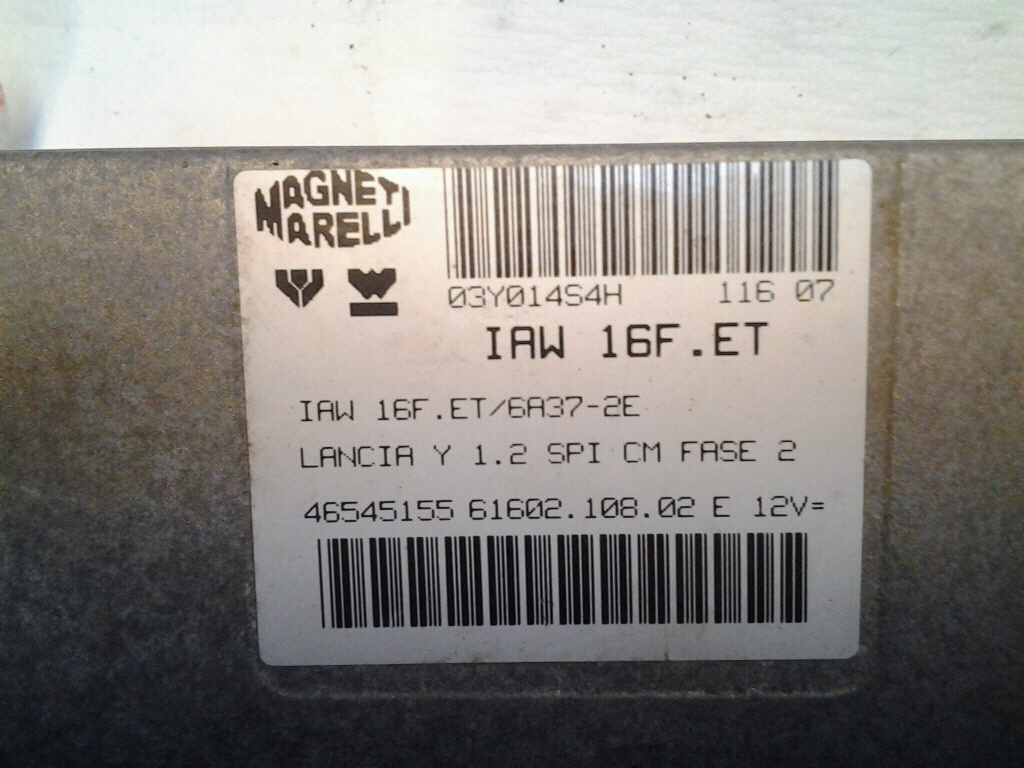 MAGNETI
MARELLI
03Y014S4H 116 07
IAW 16F.ET
IAW 16F.ET/6A37-2E
LANCIA Y 1.2 SPI CM FASE 2
46545155 61602.108.02 E 12V=